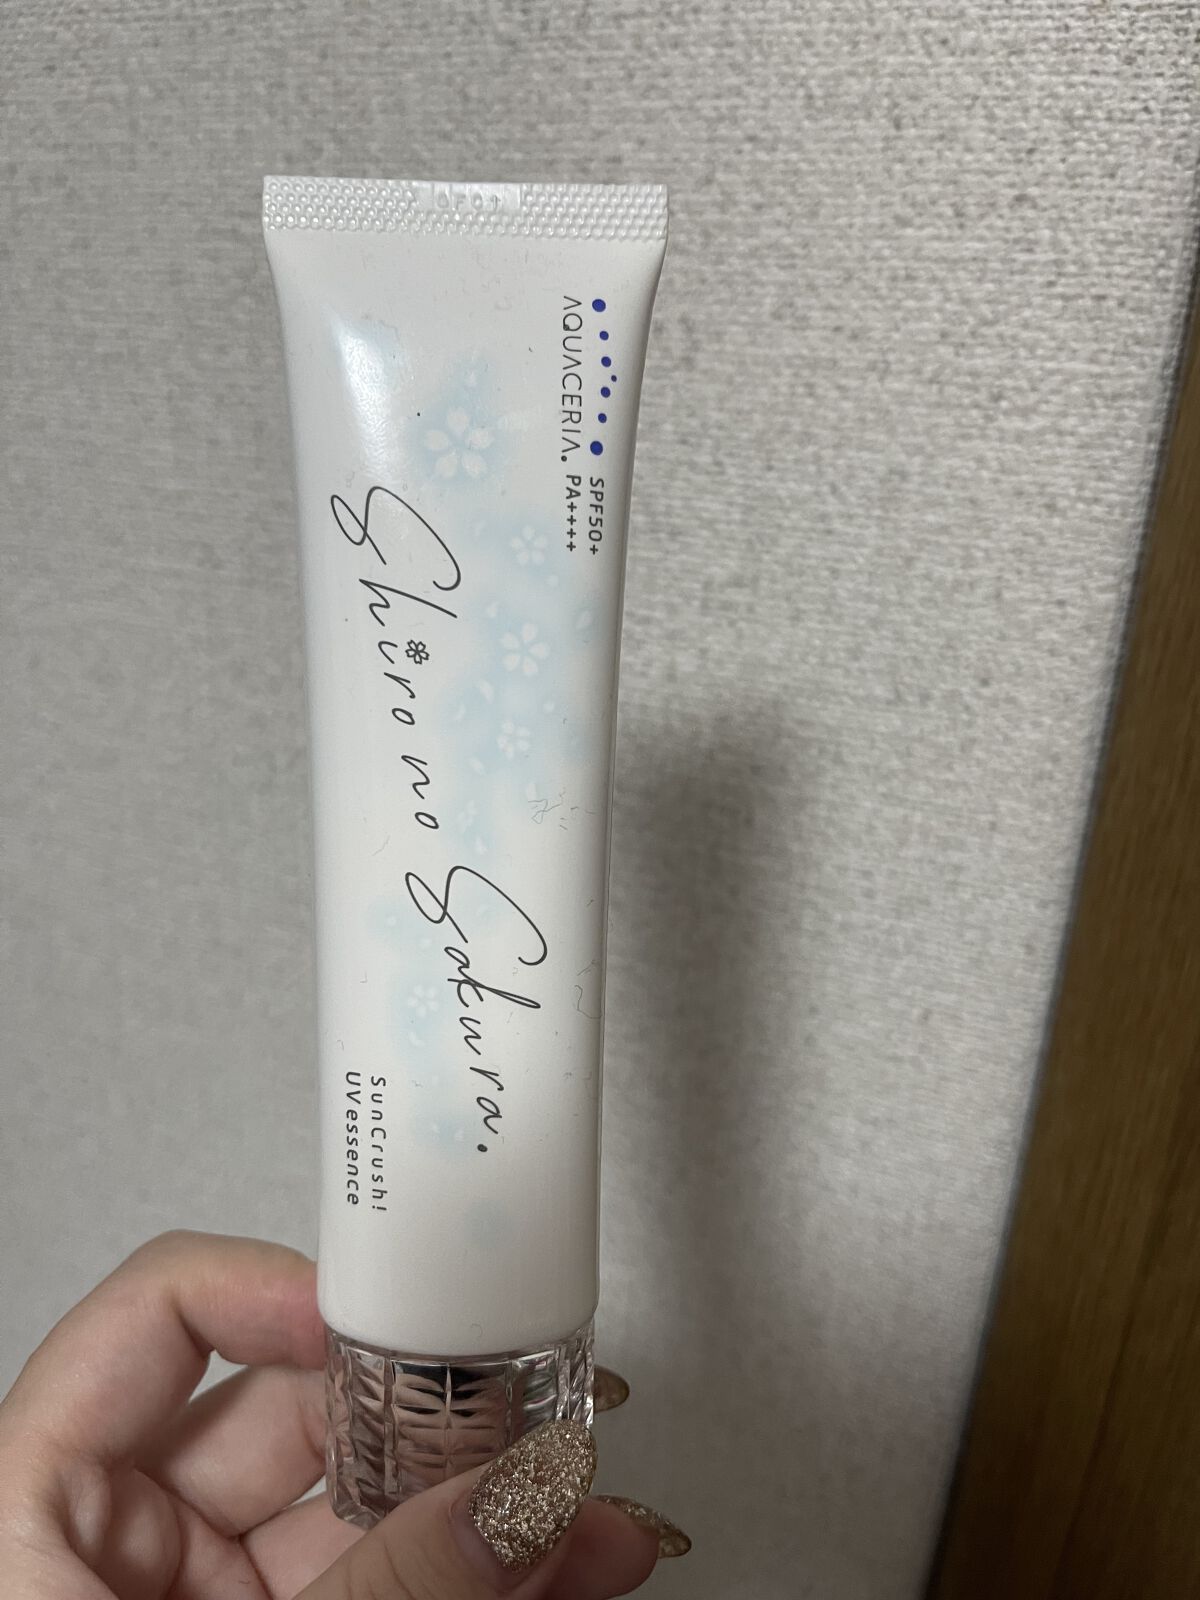 AQUACERIA.
SPF50+
PA++++
Shiro no Sakura.
SunCrush!
UVessence